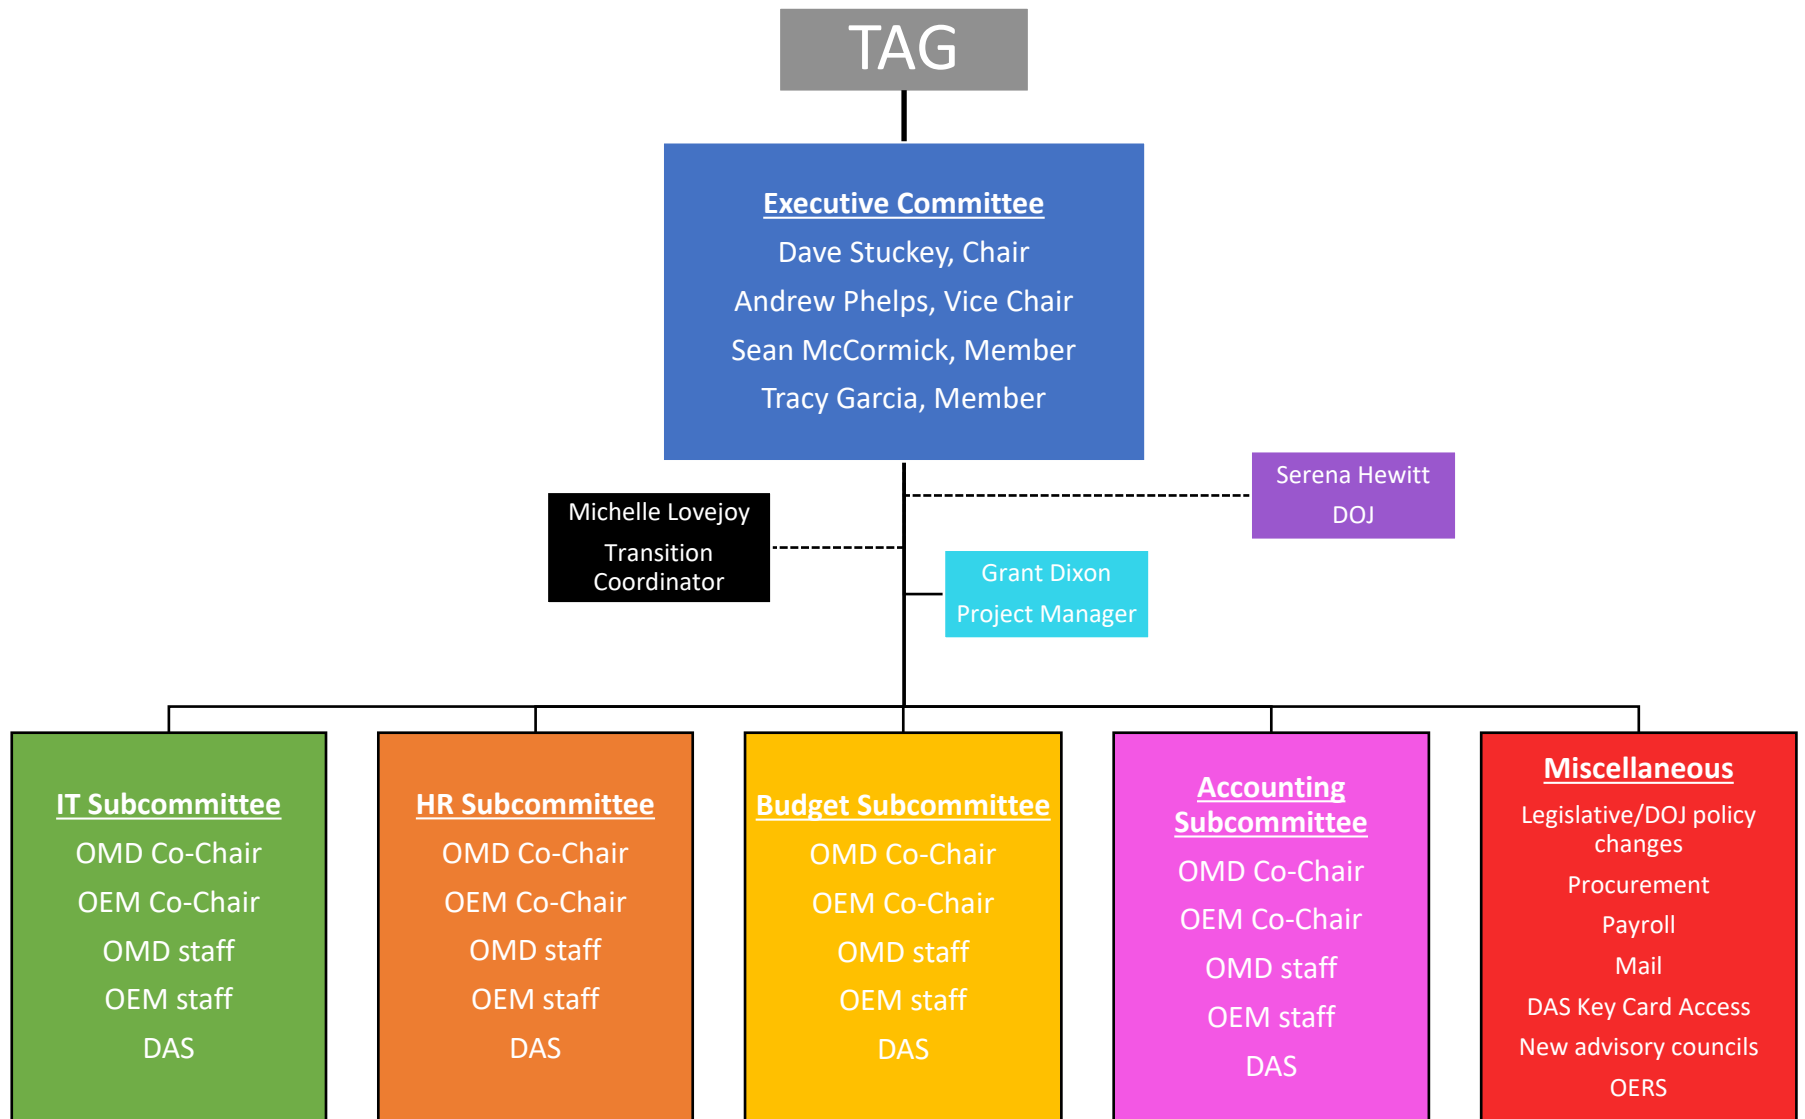 TAG
Executive Committee
Dave Stuckey, Chair
Andrew Phelps, Vice Chair
Sean McCormick, Member
Tracy Garcia, Member
Serena Hewitt
DOJ
Michelle Lovejoy
Transition
Coordinator
Grant Dixon
Project Manager
IT Subcommittee
OMD Co-Chair
OEM Co-Chair
OMD staff
OEM staff
DAS
HR Subcommittee
OMD Co-Chair
OEM Co-Chair
OMD staff
OEM staff
DAS
Budget Subcommittee
OMD Co-Chair
OEM Co-Chair
OMD staff
OEM staff
DAS
Accounting
Subcommittee
OMD Co-Chair
OEM Co-Chair
OMD staff
OEM staff
DAS
Miscellaneous
Legislative/DOJ policy
changes
Procurement
Payroll
Mail
DAS Key Card Access
New advisory councils
OERS